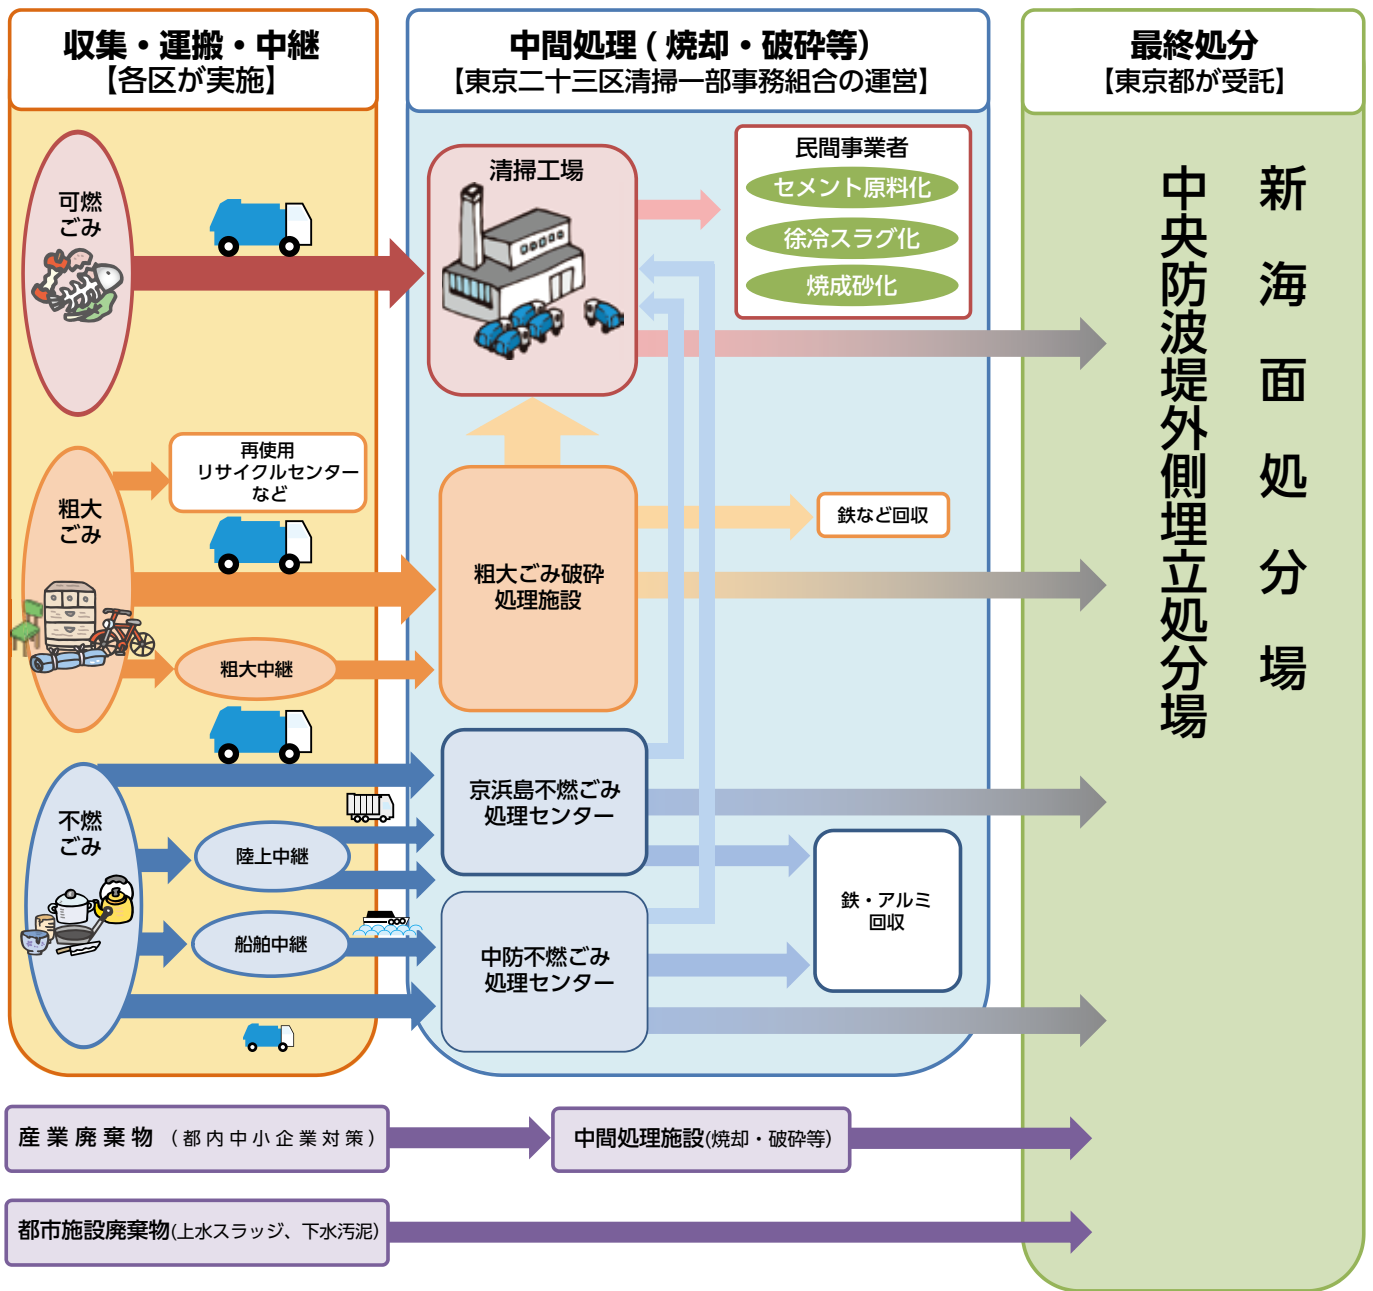 収集・運搬・中継
【各区が実施】
中間処理(焼却・破砕等)
【東京二十三区清掃一部事務組合の運営】
最終処分
【東京都が受託】
可燃
ごみ
清掃工場
民間事業者
セメント原料化
徐冷スラグ化
焼成砂化
新海面処分場
中央防波堤外側埋立処分場
再使用
リサイクルセンター
など
粗大
ごみ
粗大ごみ破砕
処理施設
鉄など回収
粗大中継
不燃
ごみ
陸上中継
船舶中継
京浜島不燃ごみ
処理センター
中防不燃ごみ
処理センター
鉄・アルミ
回収
産業廃棄物(都内中小企業対策)
中間処理施設(焼却・破砕等)
都市施設廃棄物(上水スラッジ、下水汚泥)